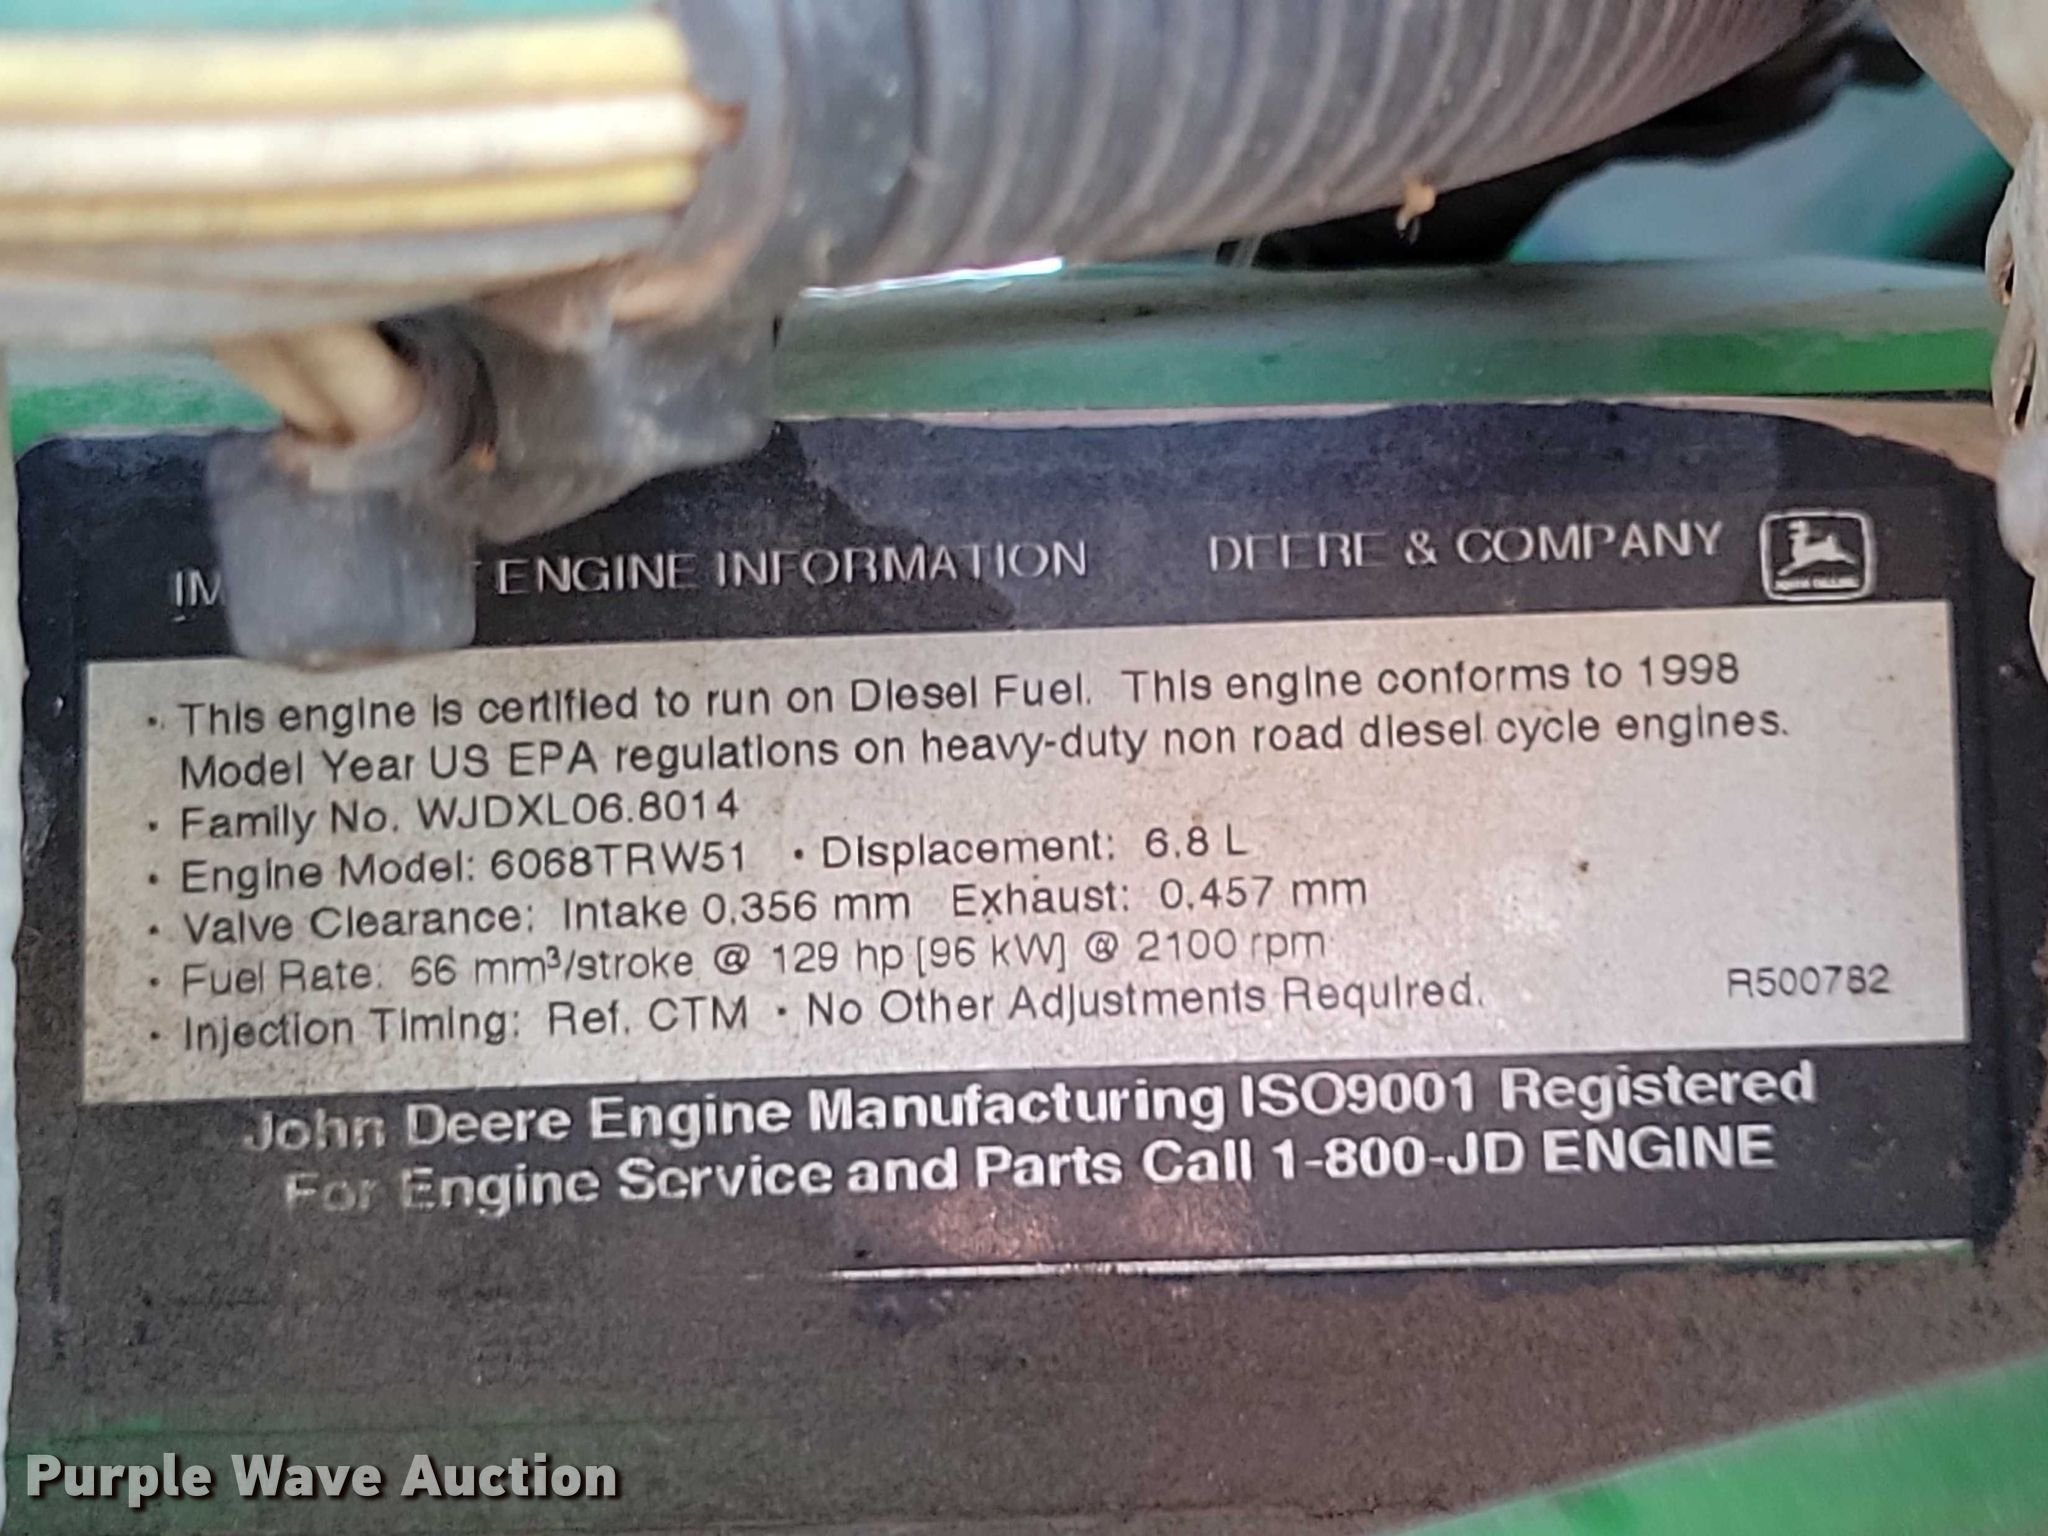 ENGINE INFORMATION DEERE & COMPANY
• This engine is certified to run on Diesel Fuel. This engine conforms to 1998
Model Year US EPA regulations on heavy-duty non road diesel cycle engines.
• Family No. WJDXL06.8014
• Engine Model: 6068TRW51 • Displacement: 6.8 L
• Valve Clearance: Intake 0.356 mm Exhaust: 0.457 mm
• Fuel Rate: 66 mm³/stroke @ 129 hp [96 kW] @ 2100 rpm
• Injection Timing: Ref. CTM • No Other Adjustments Required. R500782
John Deere Engine Manufacturing ISO9001 Registered
For Engine Service and Parts Call 1-800-JD ENGINE
Purple Wave Auction